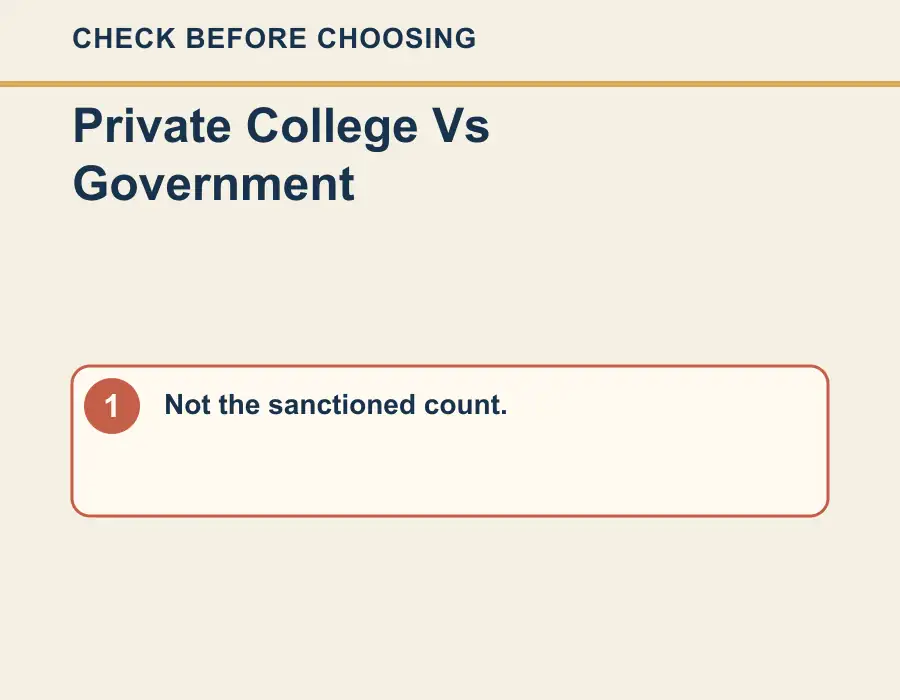 CHECK BEFORE CHOOSING
Private College Vs
Government
1
Not the sanctioned count.